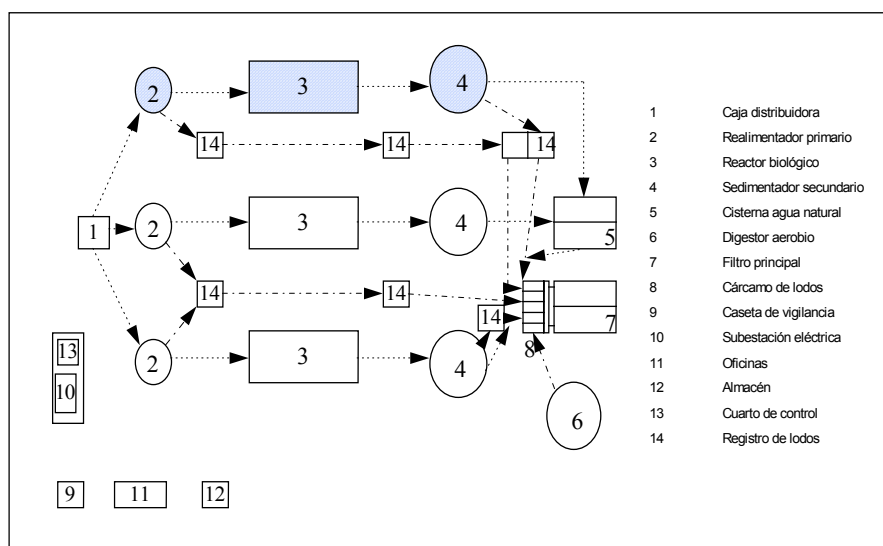 2
3
4
14
14
14
1
2
3
4
5
14
14
14
7
8
13
10
2
3
4
6
9
11
12
1 Caja distribuidora
2 Realimentador primario
3 Reactor biológico
4 Sedimentador secundario
5 Cisterna agua natural
6 Digestor aerobio
7 Filtro principal
8 Cárcamo de lodos
9 Caseta de vigilancia
10 Subestación eléctrica
11 Oficinas
12 Almacén
13 Cuarto de control
14 Registro de lodos